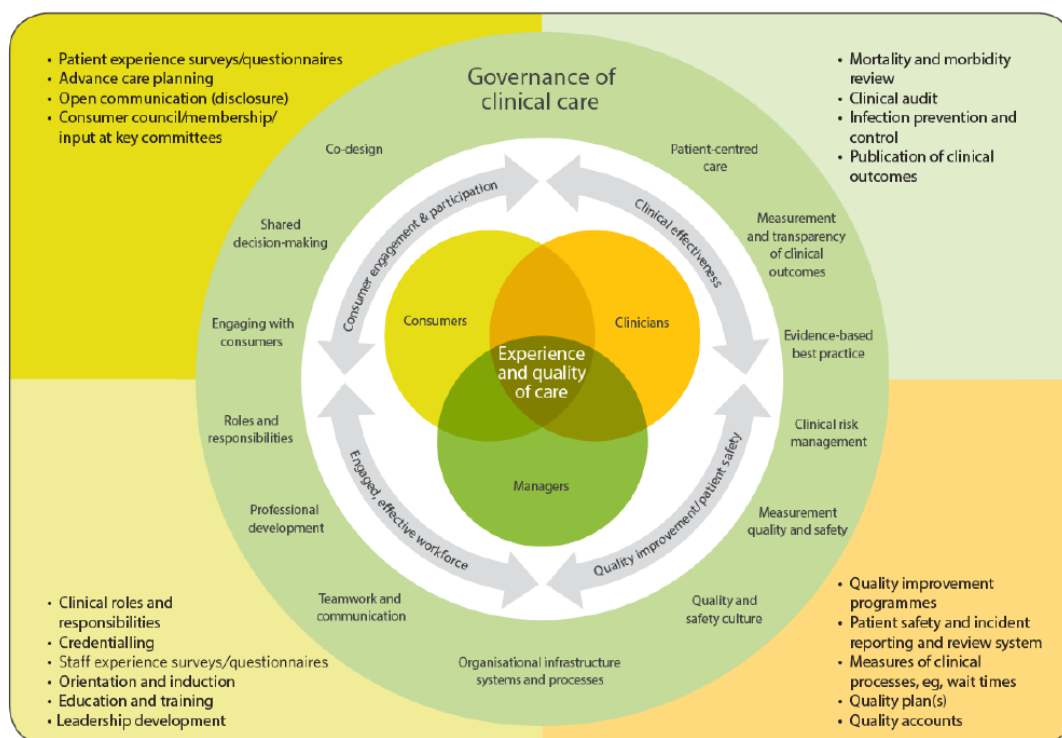 • Patient experience surveys/questionnaires
• Advance care planning
• Open communication (disclosure)
• Consumer council/membership/
input at key committees
• Mortality and morbidity
review
• Clinical audit
• Infection prevention and
control
• Publication of clinical
outcomes
Governance of
clinical care
Co-design
Patient-centred
care
Shared
decision-making
Measurement
and transparency
of clinical
outcomes
Engaging with
consumers
Evidence-based
best practice
Roles and
responsibilities
Clinical risk
management
Professional
development
Measurement
quality and safety
Teamwork and
communication
Quality and
safety culture
Organisational infrastructure
systems and processes
Consumer engagement & participation
Clinical effectiveness
Engaged, effective workforce
Quality improvement/patient safety
Consumers
Clinicians
Experience
and quality
of care
Managers
• Clinical roles and
responsibilities
• Credentialling
• Staff experience surveys/questionnaires
• Orientation and induction
• Education and training
• Leadership development
• Quality improvement
programmes
• Patient safety and incident
reporting and review system
• Measures of clinical
processes, eg, wait times
• Quality plan(s)
• Quality accounts